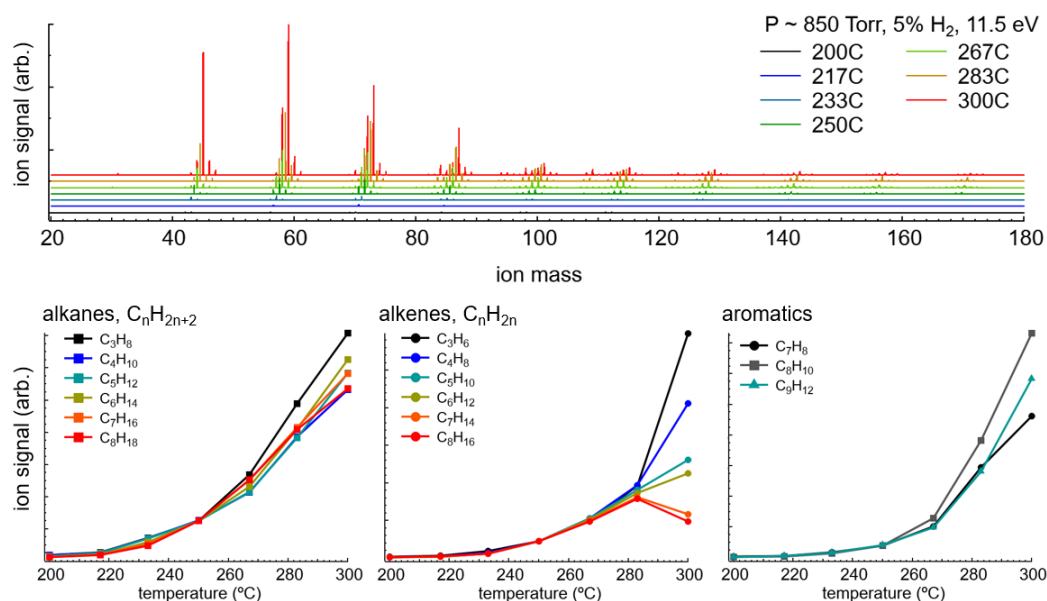 P ~ 850 Torr, 5% H₂, 11.5 eV
200C 267C
217C 283C
233C 300C
250C
ion signal (arb.)
20 40 60 80 100 120 140 160 180
ion mass
alkanes, CₙH₂ₙ₊₂
C₃H₈
C₄H₁₀
C₅H₁₂
C₆H₁₄
C₇H₁₆
C₈H₁₈
ion signal (arb.)
200 220 240 260 280 300
temperature (ºC)
alkenes, CₙH₂ₙ
C₃H₆
C₄H₈
C₅H₁₀
C₆H₁₂
C₇H₁₄
C₈H₁₆
200 220 240 260 280 300
temperature (ºC)
aromatics
C₇H₈
C₈H₁₀
C₉H₁₂
200 220 240 260 280 300
temperature (ºC)